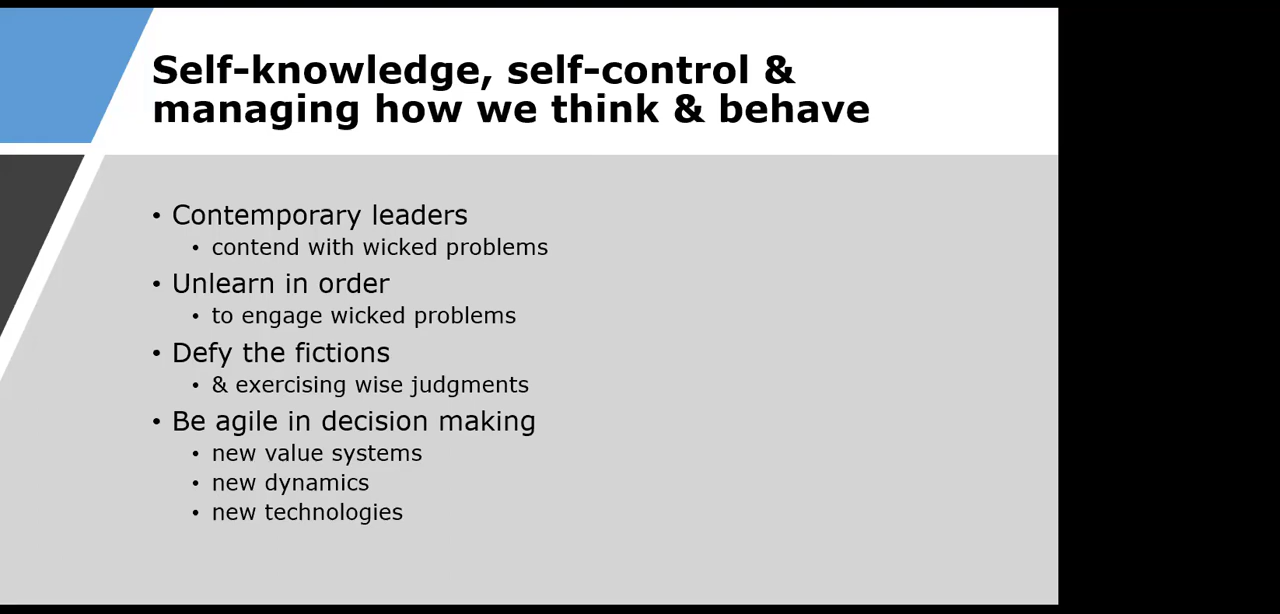 Self-knowledge, self-control &
managing how we think & behave
• Contemporary leaders
• contend with wicked problems
• Unlearn in order
• to engage wicked problems
• Defy the fictions
• & exercising wise judgments
• Be agile in decision making
• new value systems
• new dynamics
• new technologies